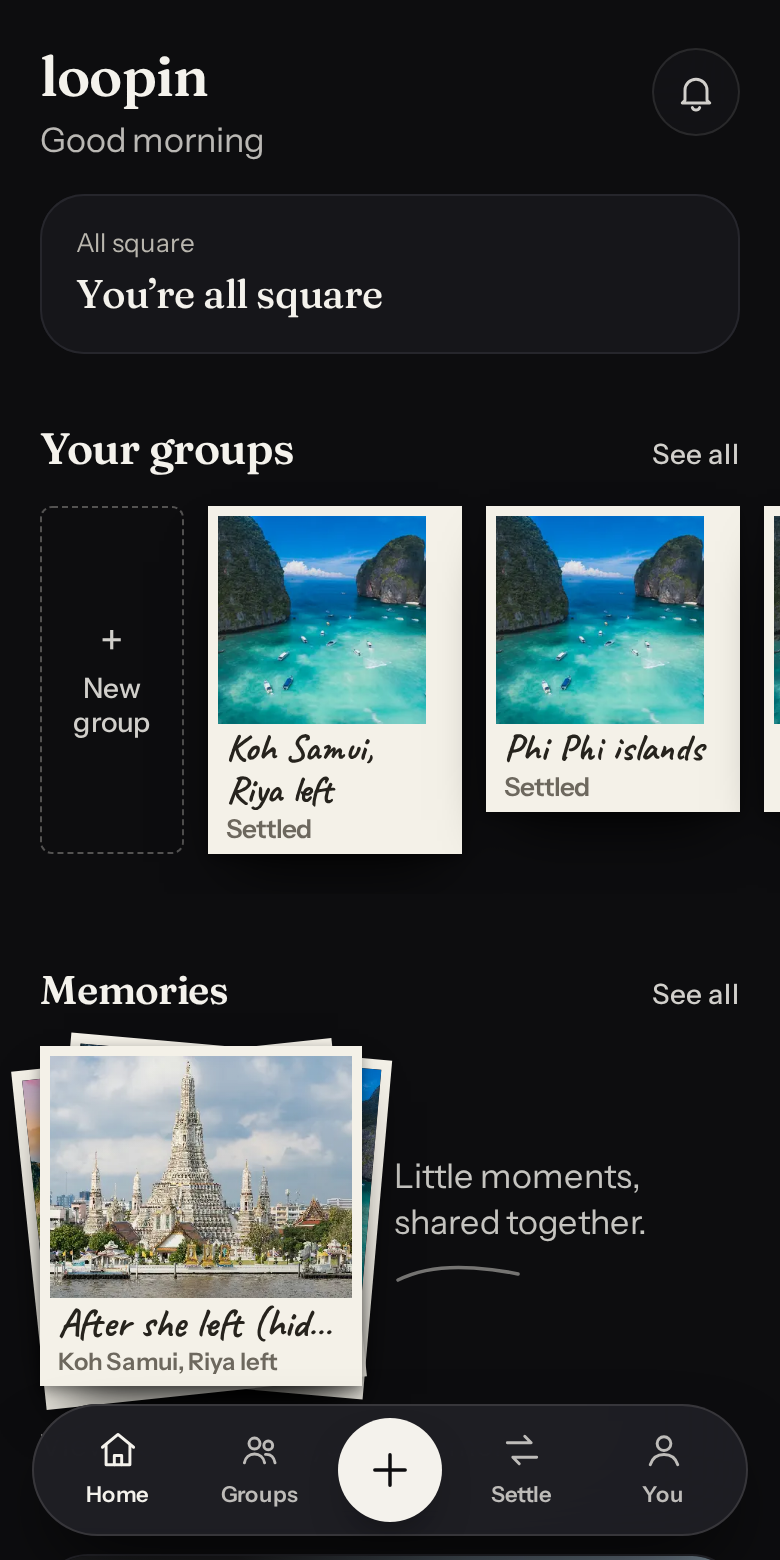 loopin
Good morning
All square
You’re all square
Your groups
See all
+
New
group
Koh Samui,
Riya left
Settled
Phi Phi islands
Settled
Memories
See all
After she left (hid...
Koh Samui, Riya left
Little moments,
shared together.
Home
Groups
Settle
You